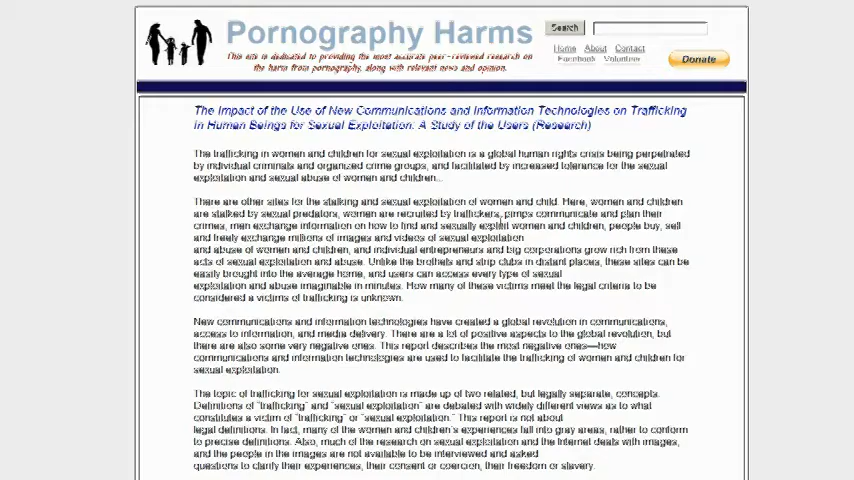 Pornography Harms
This site is dedicated to providing the most accurate peer-reviewed research on
the harm from pornography, along with relevant news and opinion.
Search
Home About Contact
Facebook Volunteer
Donate
The Impact of the Use of New Communications and Information Technologies on Trafficking
in Human Beings for Sexual Exploitation: A Study of the Users (Research)
The trafficking in women and children for sexual exploitation is a global human rights crisis being perpetrated
by individual criminals and organized crime groups, and facilitated by increased tolerance for the sexual
exploitation and sexual abuse of women and children...
There are other sites for the stalking and sexual exploitation of women and child. Here, women and children
are stalked by sexual predators, women are recruited by traffickers, pimps communicate and plan their
crimes, men exchange information on how to find and sexually exploit women and children, people buy, sell
and freely exchange millions of images and videos of sexual exploitation
and abuse of women and children, and individual entrepreneurs and big corporations grow rich from these
acts of sexual exploitation and abuse. Unlike the brothels and strip clubs in distant places, these sites can be
easily brought into the average home, and users can access every type of sexual
exploitation and abuse imaginable in minutes. How many of these victims meet the legal criteria to be
considered a victims of trafficking is unknown.
New communications and information technologies have created a global revolution in communications,
access to information, and media delivery. There are a lot of positive aspects to the global revolution, but
there are also some very negative ones. This report describes the most negative ones—how
communications and information technologies are used to facilitate the trafficking of women and children for
sexual exploitation.
The topic of trafficking for sexual exploitation is made up of two related, but legally separate, concepts.
Definitions of "trafficking" and "sexual exploitation" are debated with widely different views as to what
constitutes a victim of "trafficking" or "sexual exploitation." This report is not about
legal definitions. In fact, many of the women and children's experiences fall into gray areas, rather to conform
to precise definitions. Also, much of the research on sexual exploitation and the Internet deals with images,
and the people in the images are not available to be interviewed and asked
questions to clarify their experiences, their consent or coercion, their freedom or slavery.